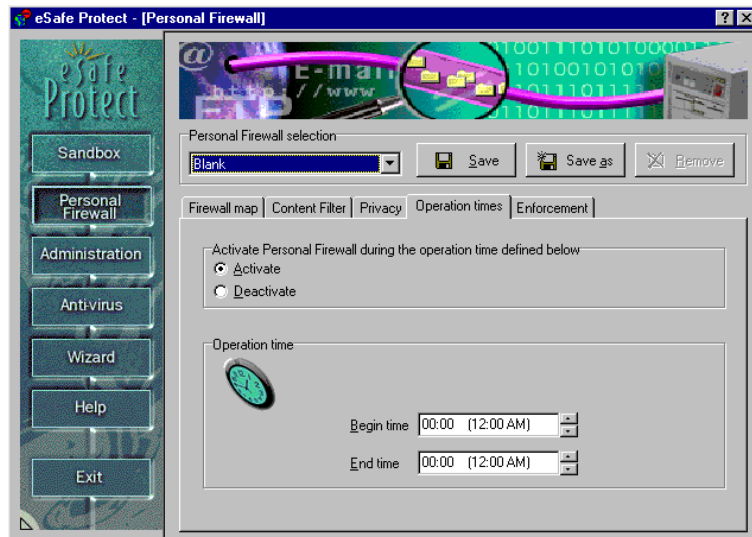 eSafe Protect - [Personal Firewall]
eSafe
Protect
@
E-mail
http://www
FTP
Personal Firewall selection
Blank
Save
Save as
Remove
Sandbox
Personal
Firewall
Administration
Anti-virus
Wizard
Help
Exit
Firewall map
Content Filter
Privacy
Operation times
Enforcement
Activate Personal Firewall during the operation time defined below
Activate
Deactivate
Operation time
Begin time 00:00 (12:00 AM)
End time 00:00 (12:00 AM)